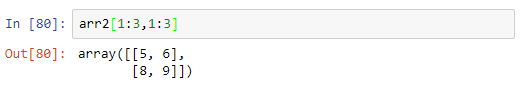 In [80]: arr2[1:3,1:3]
Out[80]: array([[5, 6],
       [8, 9]])